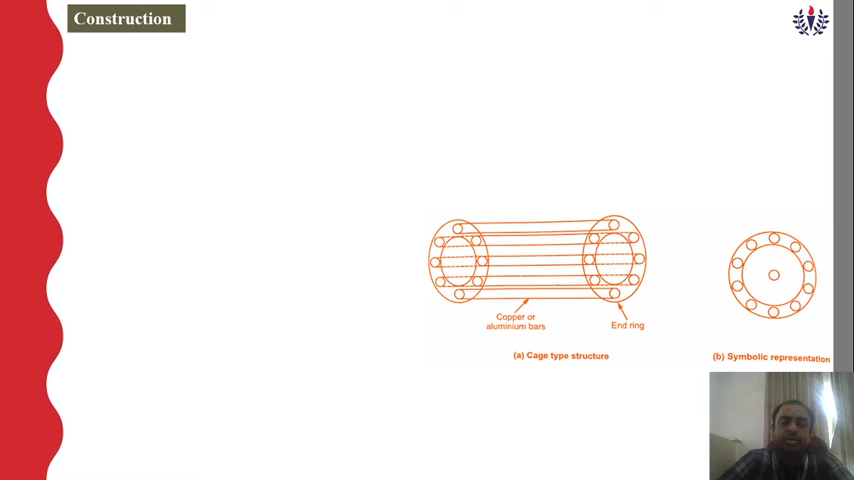 Construction
Copper or
aluminium bars
End ring
(a) Cage type structure
(b) Symbolic representation